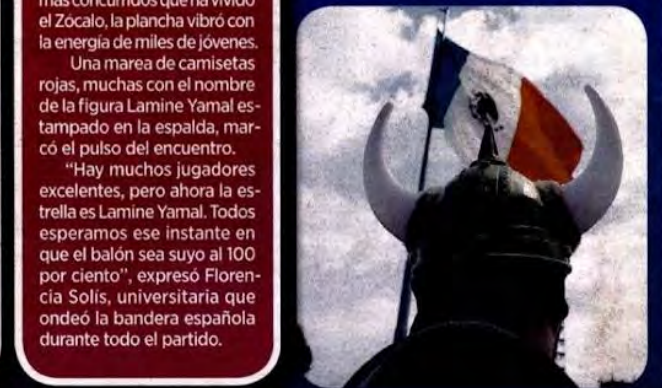 más concurridos que ha vivido
el Zócalo, la plancha vibró con
la energía de miles de jóvenes.
Una marea de camisetas
rojas, muchas con el nombre
de la figura Lamine Yamal es-
tampado en la espalda, mar-
có el pulso del encuentro.
“Hay muchos jugadores
excelentes, pero ahora la es-
trella es Lamine Yamal. Todos
esperamos ese instante en
que el balón sea suyo al 100
por ciento”, expresó Floren-
cia Solís, universitaria que
ondeó la bandera española
durante todo el partido.